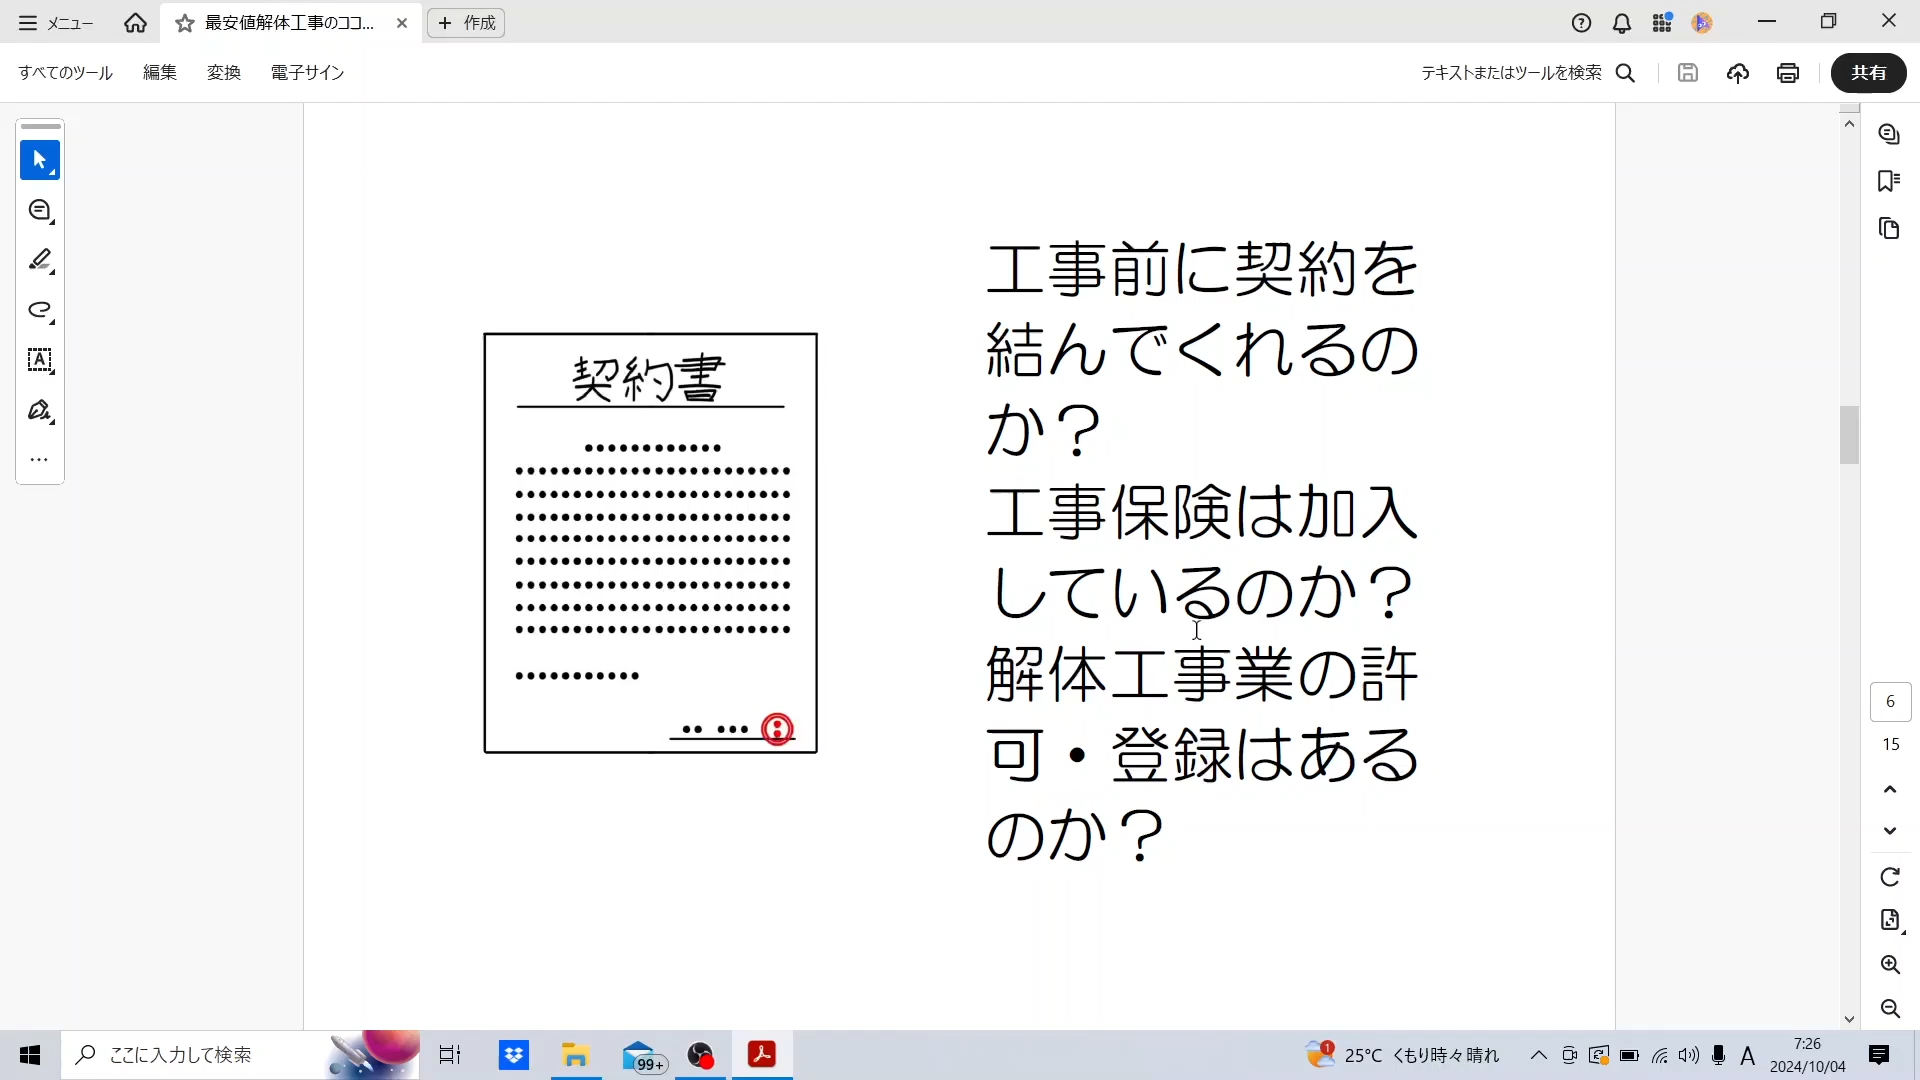 メニュー
最安値解体工事のココ...
作成
すべてのツール
編集
変換
電子サイン
テキストまたはツールを検索
共有
契約書
工事前に契約を
結んでくれるの
か？
工事保険は加入
しているのか？
解体工事業の許
可・登録はある
のか？
6
15
ここに入力して検索
99+
1
25°C くもり時々晴れ
A
7:26
2024/10/04